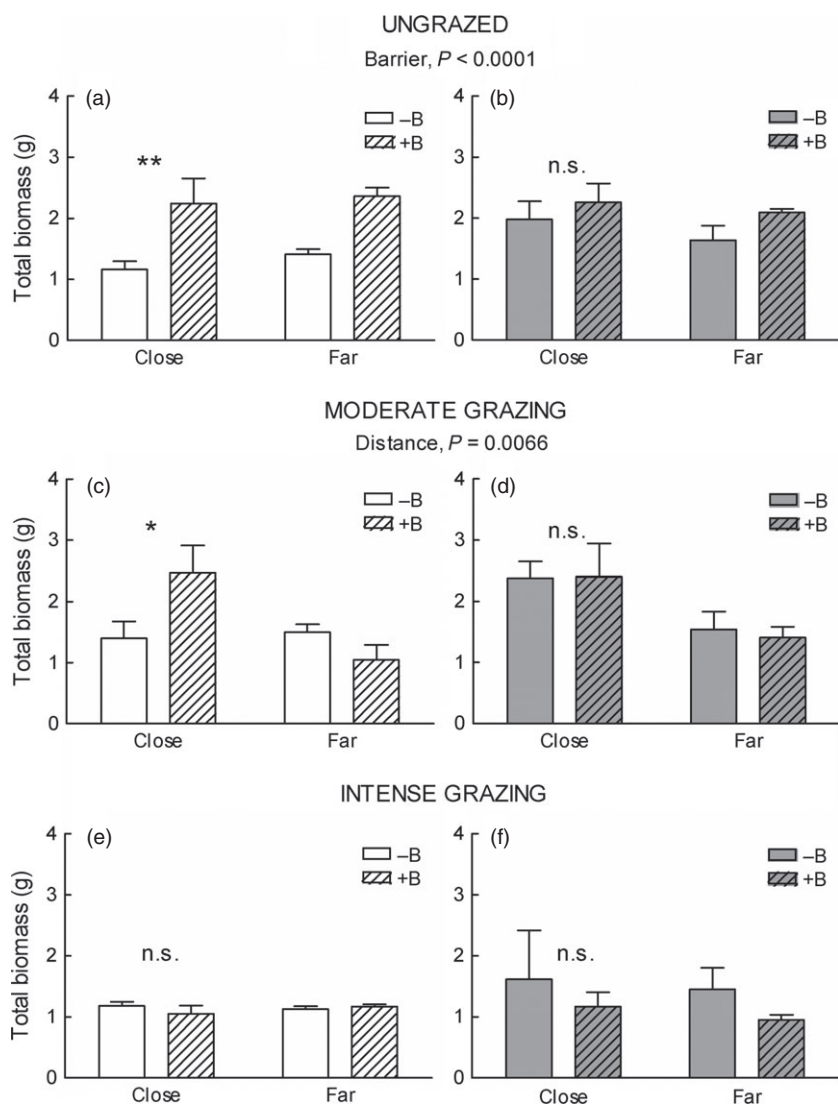 UNGRAZED
Barrier, P < 0.0001
(a)
–B
+B
**
Total biomass (g)
4
3
2
1
0
Close
Far
(b)
–B
+B
n.s.
4
3
2
1
0
Close
Far
MODERATE GRAZING
Distance, P = 0.0066
(c)
–B
+B
*
Total biomass (g)
4
3
2
1
0
Close
Far
(d)
–B
+B
n.s.
4
3
2
1
0
Close
Far
INTENSE GRAZING
(e)
–B
+B
n.s.
Total biomass (g)
4
3
2
1
0
Close
Far
(f)
–B
+B
n.s.
4
3
2
1
0
Close
Far